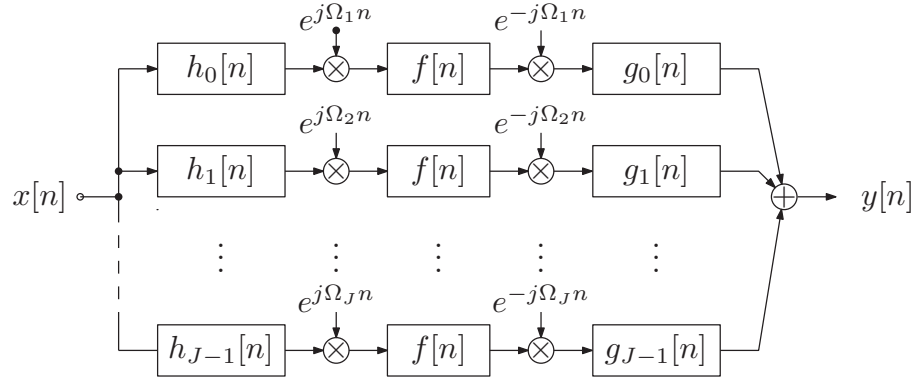 e^{jΩ_1 n} e^{-jΩ_1 n}
h_0[n] f[n] g_0[n]
e^{jΩ_2 n} e^{-jΩ_2 n}
h_1[n] f[n] g_1[n]
x[n] y[n]
⋮ ⋮ ⋮ ⋮ ⋮
e^{jΩ_J n} e^{-jΩ_J n}
h_{J-1}[n] f[n] g_{J-1}[n]